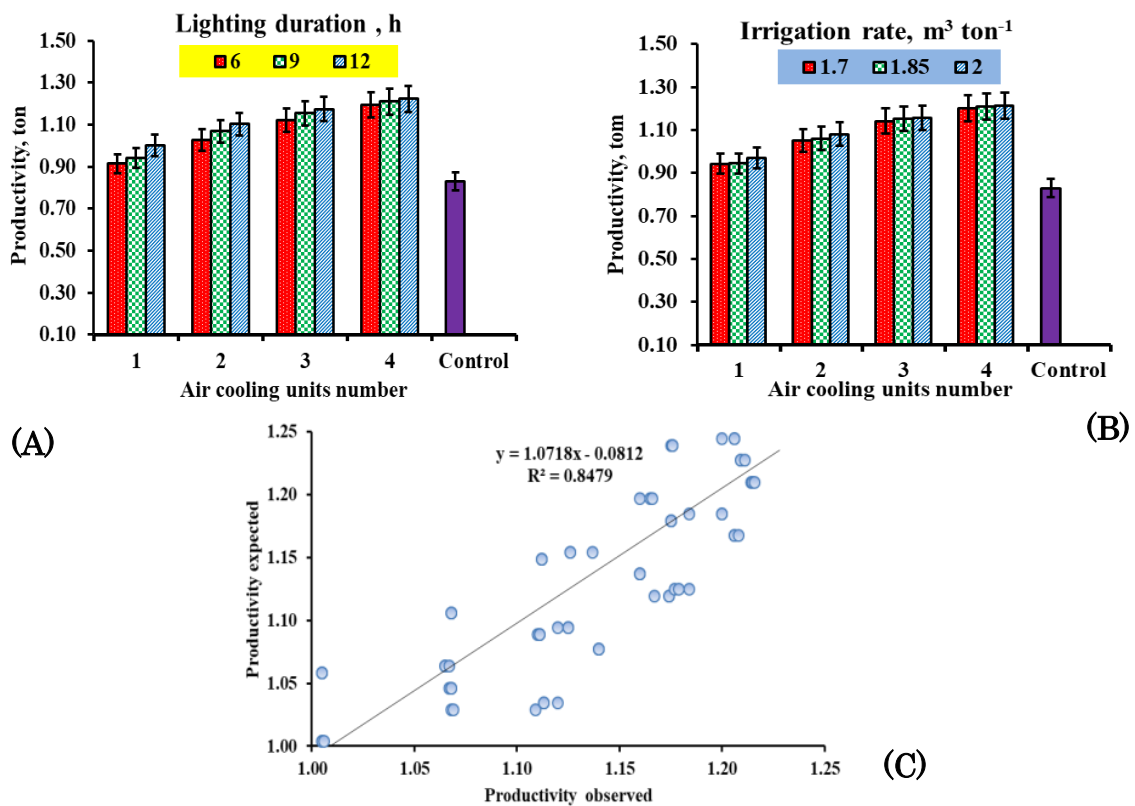 Lighting duration , h
6 9 12
1.50
1.30
1.10
0.90
0.70
0.50
0.30
0.10
Productivity, ton
1 2 3 4 Control
Air cooling units number
(A)
Irrigation rate, m³ ton⁻¹
1.7 1.85 2
1.50
1.30
1.10
0.90
0.70
0.50
0.30
0.10
Productivity, tom
1 2 3 4 Control
Air cooling units number
(B)
y = 1.0718x - 0.0812
R² = 0.8479
1.25
1.20
1.15
1.10
1.05
1.00
Productivity expected
1.00 1.05 1.10 1.15 1.20 1.25
Productivity observed
(C)